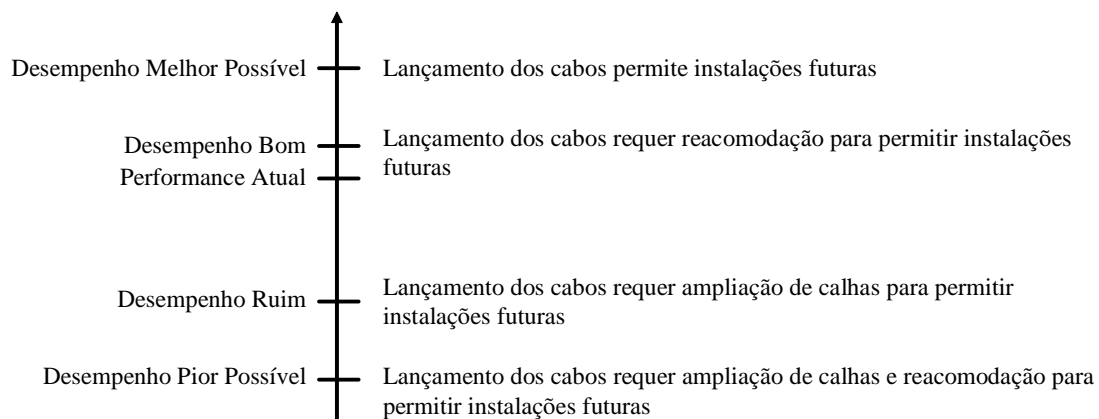 Desempenho Melhor Possível
Lançamento dos cabos permite instalações futuras
Desempenho Bom
Lançamento dos cabos requer reacomodação para permitir instalações
futuras
Performance Atual
Desempenho Ruim
Lançamento dos cabos requer ampliação de calhas para permitir
instalações futuras
Desempenho Pior Possível
Lançamento dos cabos requer ampliação de calhas e reacomodação para
permitir instalações futuras